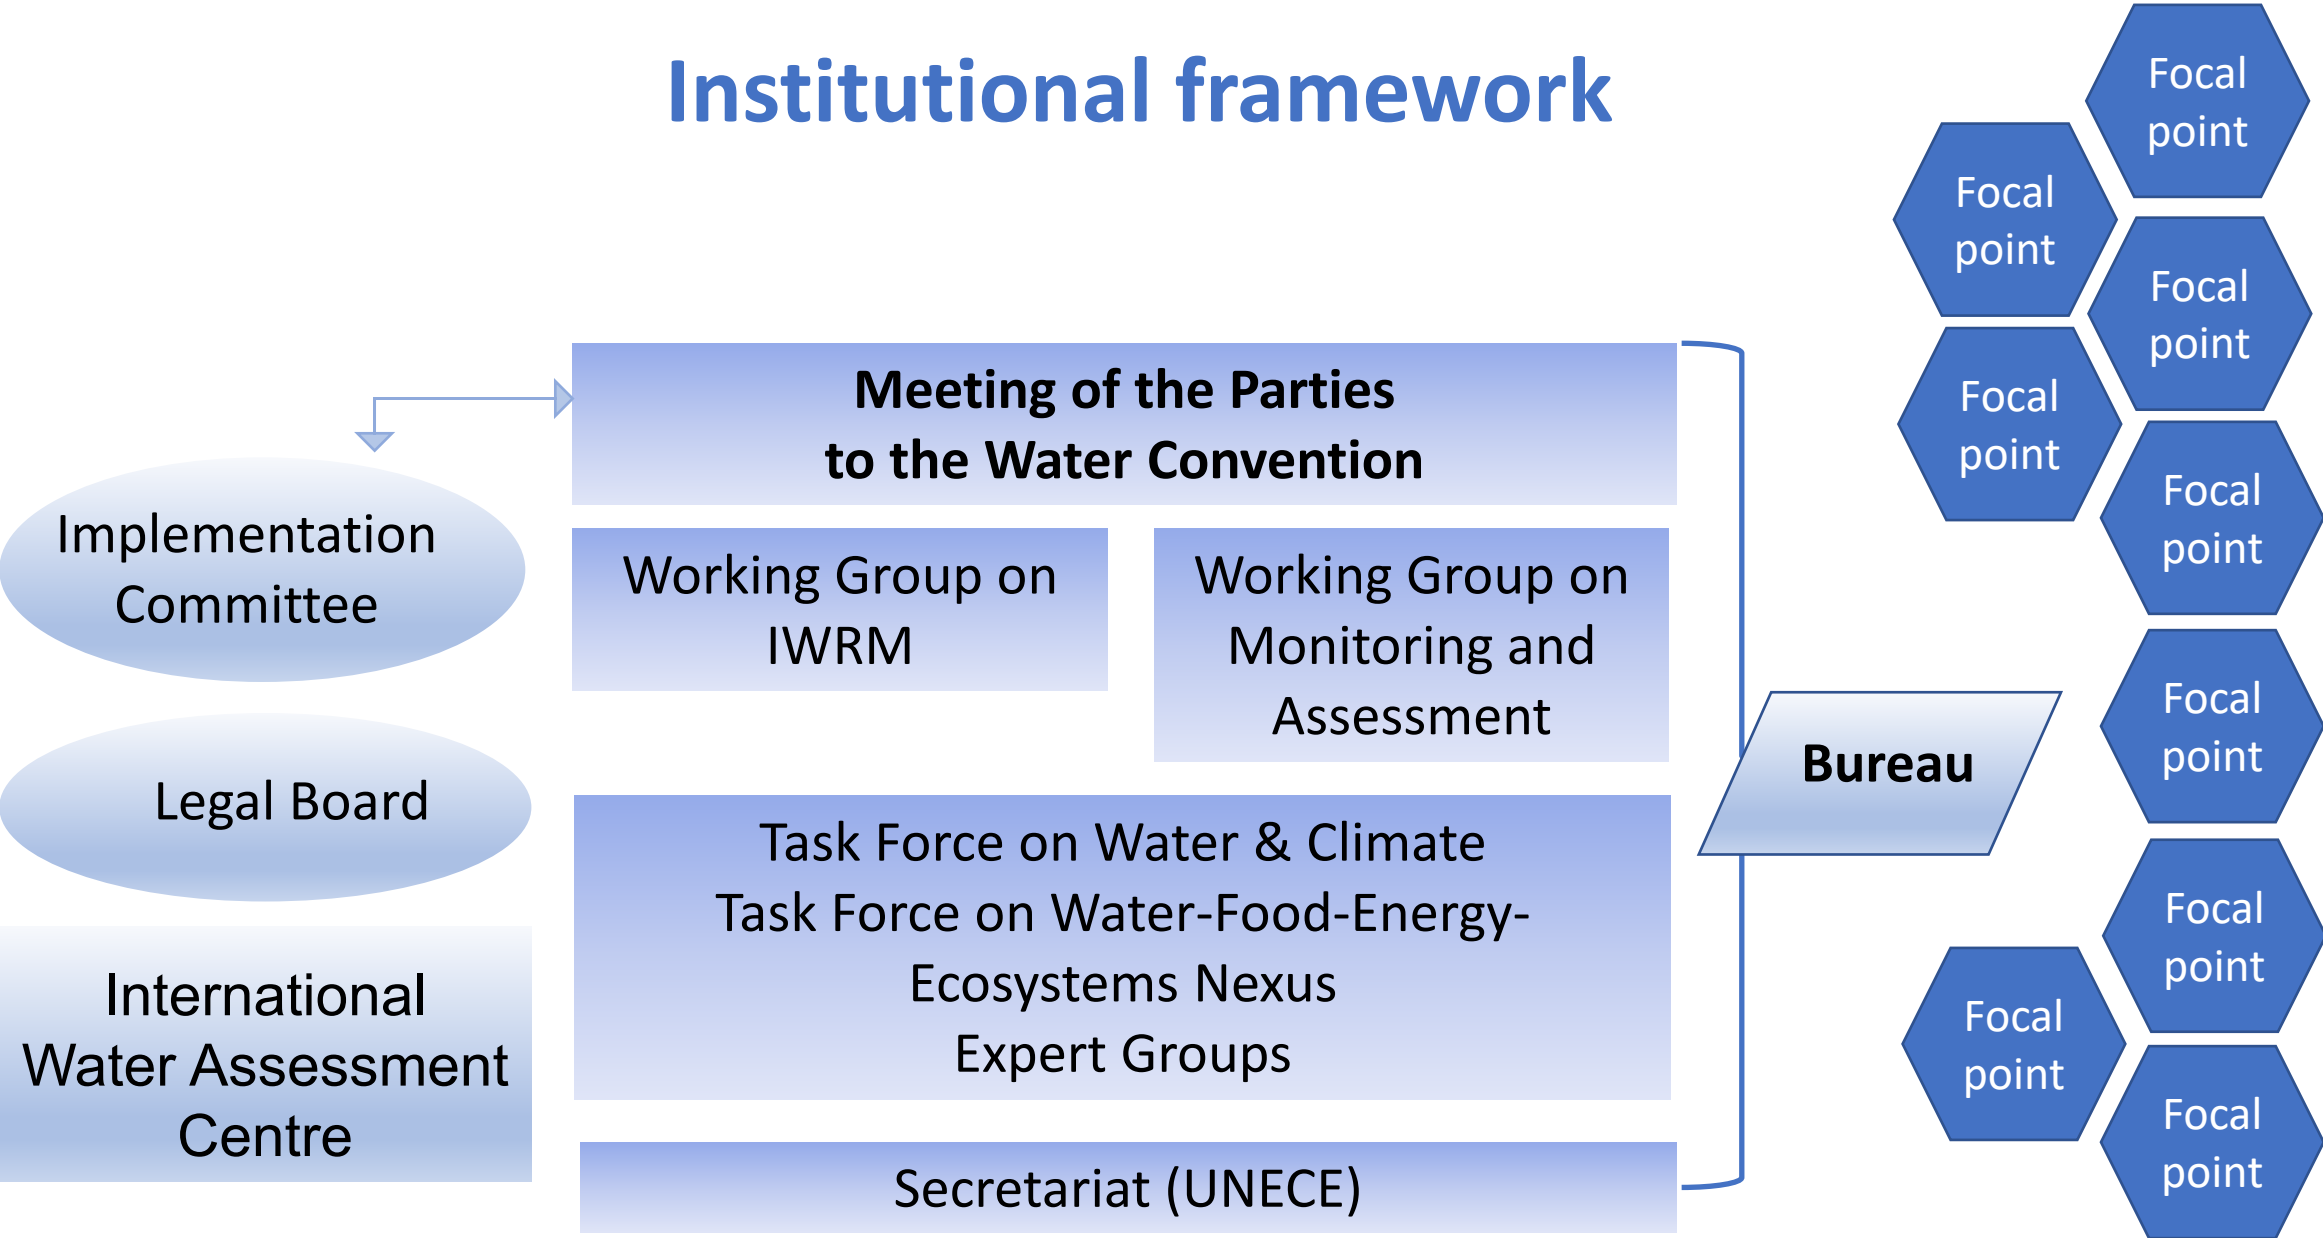 Institutional framework
Meeting of the Parties
to the Water Convention
Implementation
Committee
Working Group on
IWRM
Working Group on
Monitoring and
Assessment
Legal Board
Task Force on Water & Climate
Task Force on Water-Food-Energy-
Ecosystems Nexus
Expert Groups
International
Water Assessment
Centre
Secretariat (UNECE)
Bureau
Focal
point
Focal
point
Focal
point
Focal
point
Focal
point
Focal
point
Focal
point
Focal
point
Focal
point